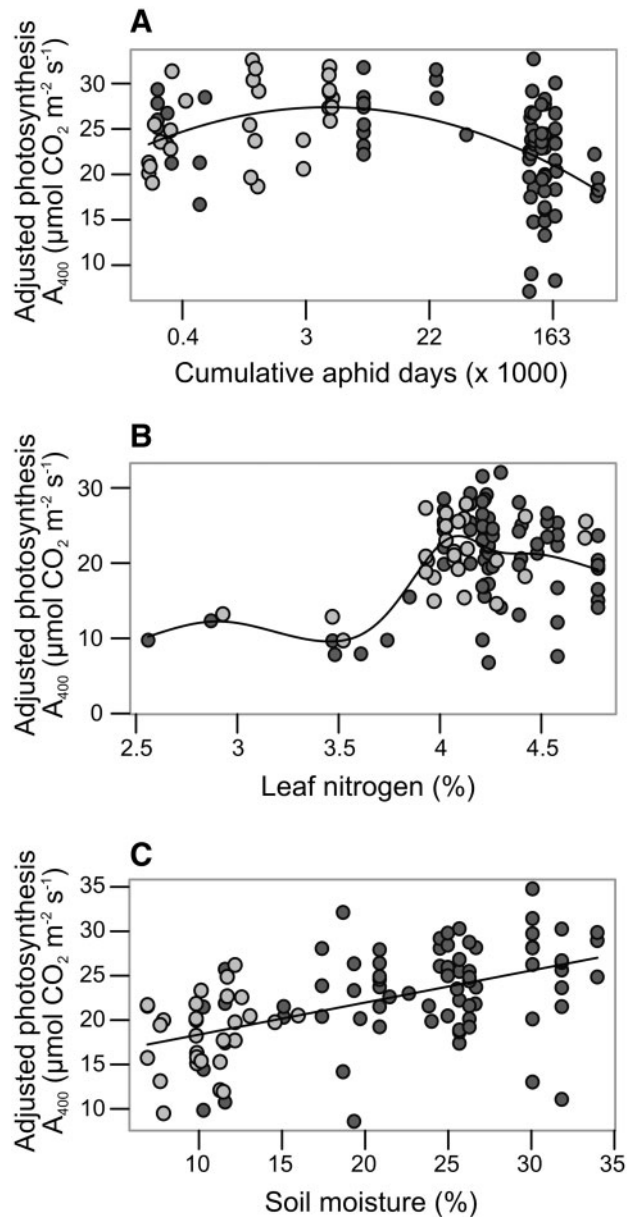 A
Adjusted photosynthesis
A₄₀₀ (µmol CO₂ m⁻² s⁻¹)
30
25
20
15
10
0.4 3 22 163
Cumulative aphid days (x 1000)
B
Adjusted photosynthesis
A₄₀₀ (µmol CO₂ m⁻² s⁻¹)
30
20
10
0
2.5 3 3.5 4 4.5
Leaf nitrogen (%)
C
Adjusted photosynthesis
A₄₀₀ (µmol CO₂ m⁻² s⁻¹)
35
30
25
20
15
10
10 15 20 25 30 35
Soil moisture (%)